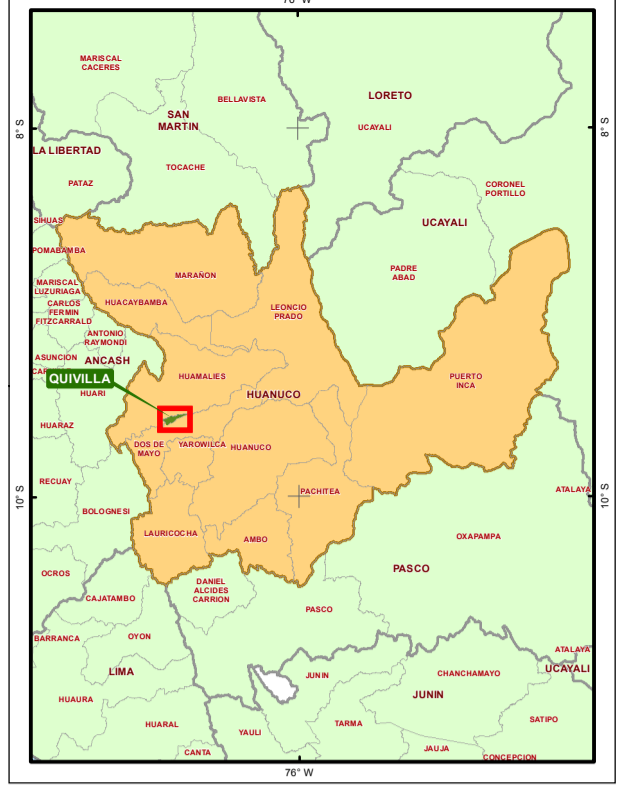 76° W
MARISCAL
CACERES
LORETO
BELLAVISTA
SAN
MARTIN
UCAYALI
8° S
8° S
LA LIBERTAD
TOCACHE
PATAZ
CORONEL
PORTILLO
SIHUAS
UCAYALI
POMABAMBA
PADRE
ABAD
MARAÑON
MARISCAL
LUZURIAGA
HUACAYBAMBA
LEONCIO
PRADO
CARLOS
FERMIN
FITZCARRALD
ANTONIO
RAYMONDI
ASUNCION
ANCASH
CAR
QUIVILLA
HUAMALIES
PUERTO
INCA
HUARI
HUANUCO
HUARAZ
DOS DE
MAYO
YAROWILCA
HUANUCO
RECUAY
PACHITEA
ATALAYA
10° S
10° S
BOLOGNESI
LAURICOCHA
AMBO
OXAPAMPA
OCROS
PASCO
DANIEL
ALCIDES
CARRION
CAJATAMBO
PASCO
BARRANCA
OYON
ATALAYA
UCAYALI
LIMA
JUNIN
CHANCHAMAYO
JUNIN
HUAURA
SATIPO
HUARAL
TARMA
YAULI
JAUJA
CANTA
CONCEPCION
76° W